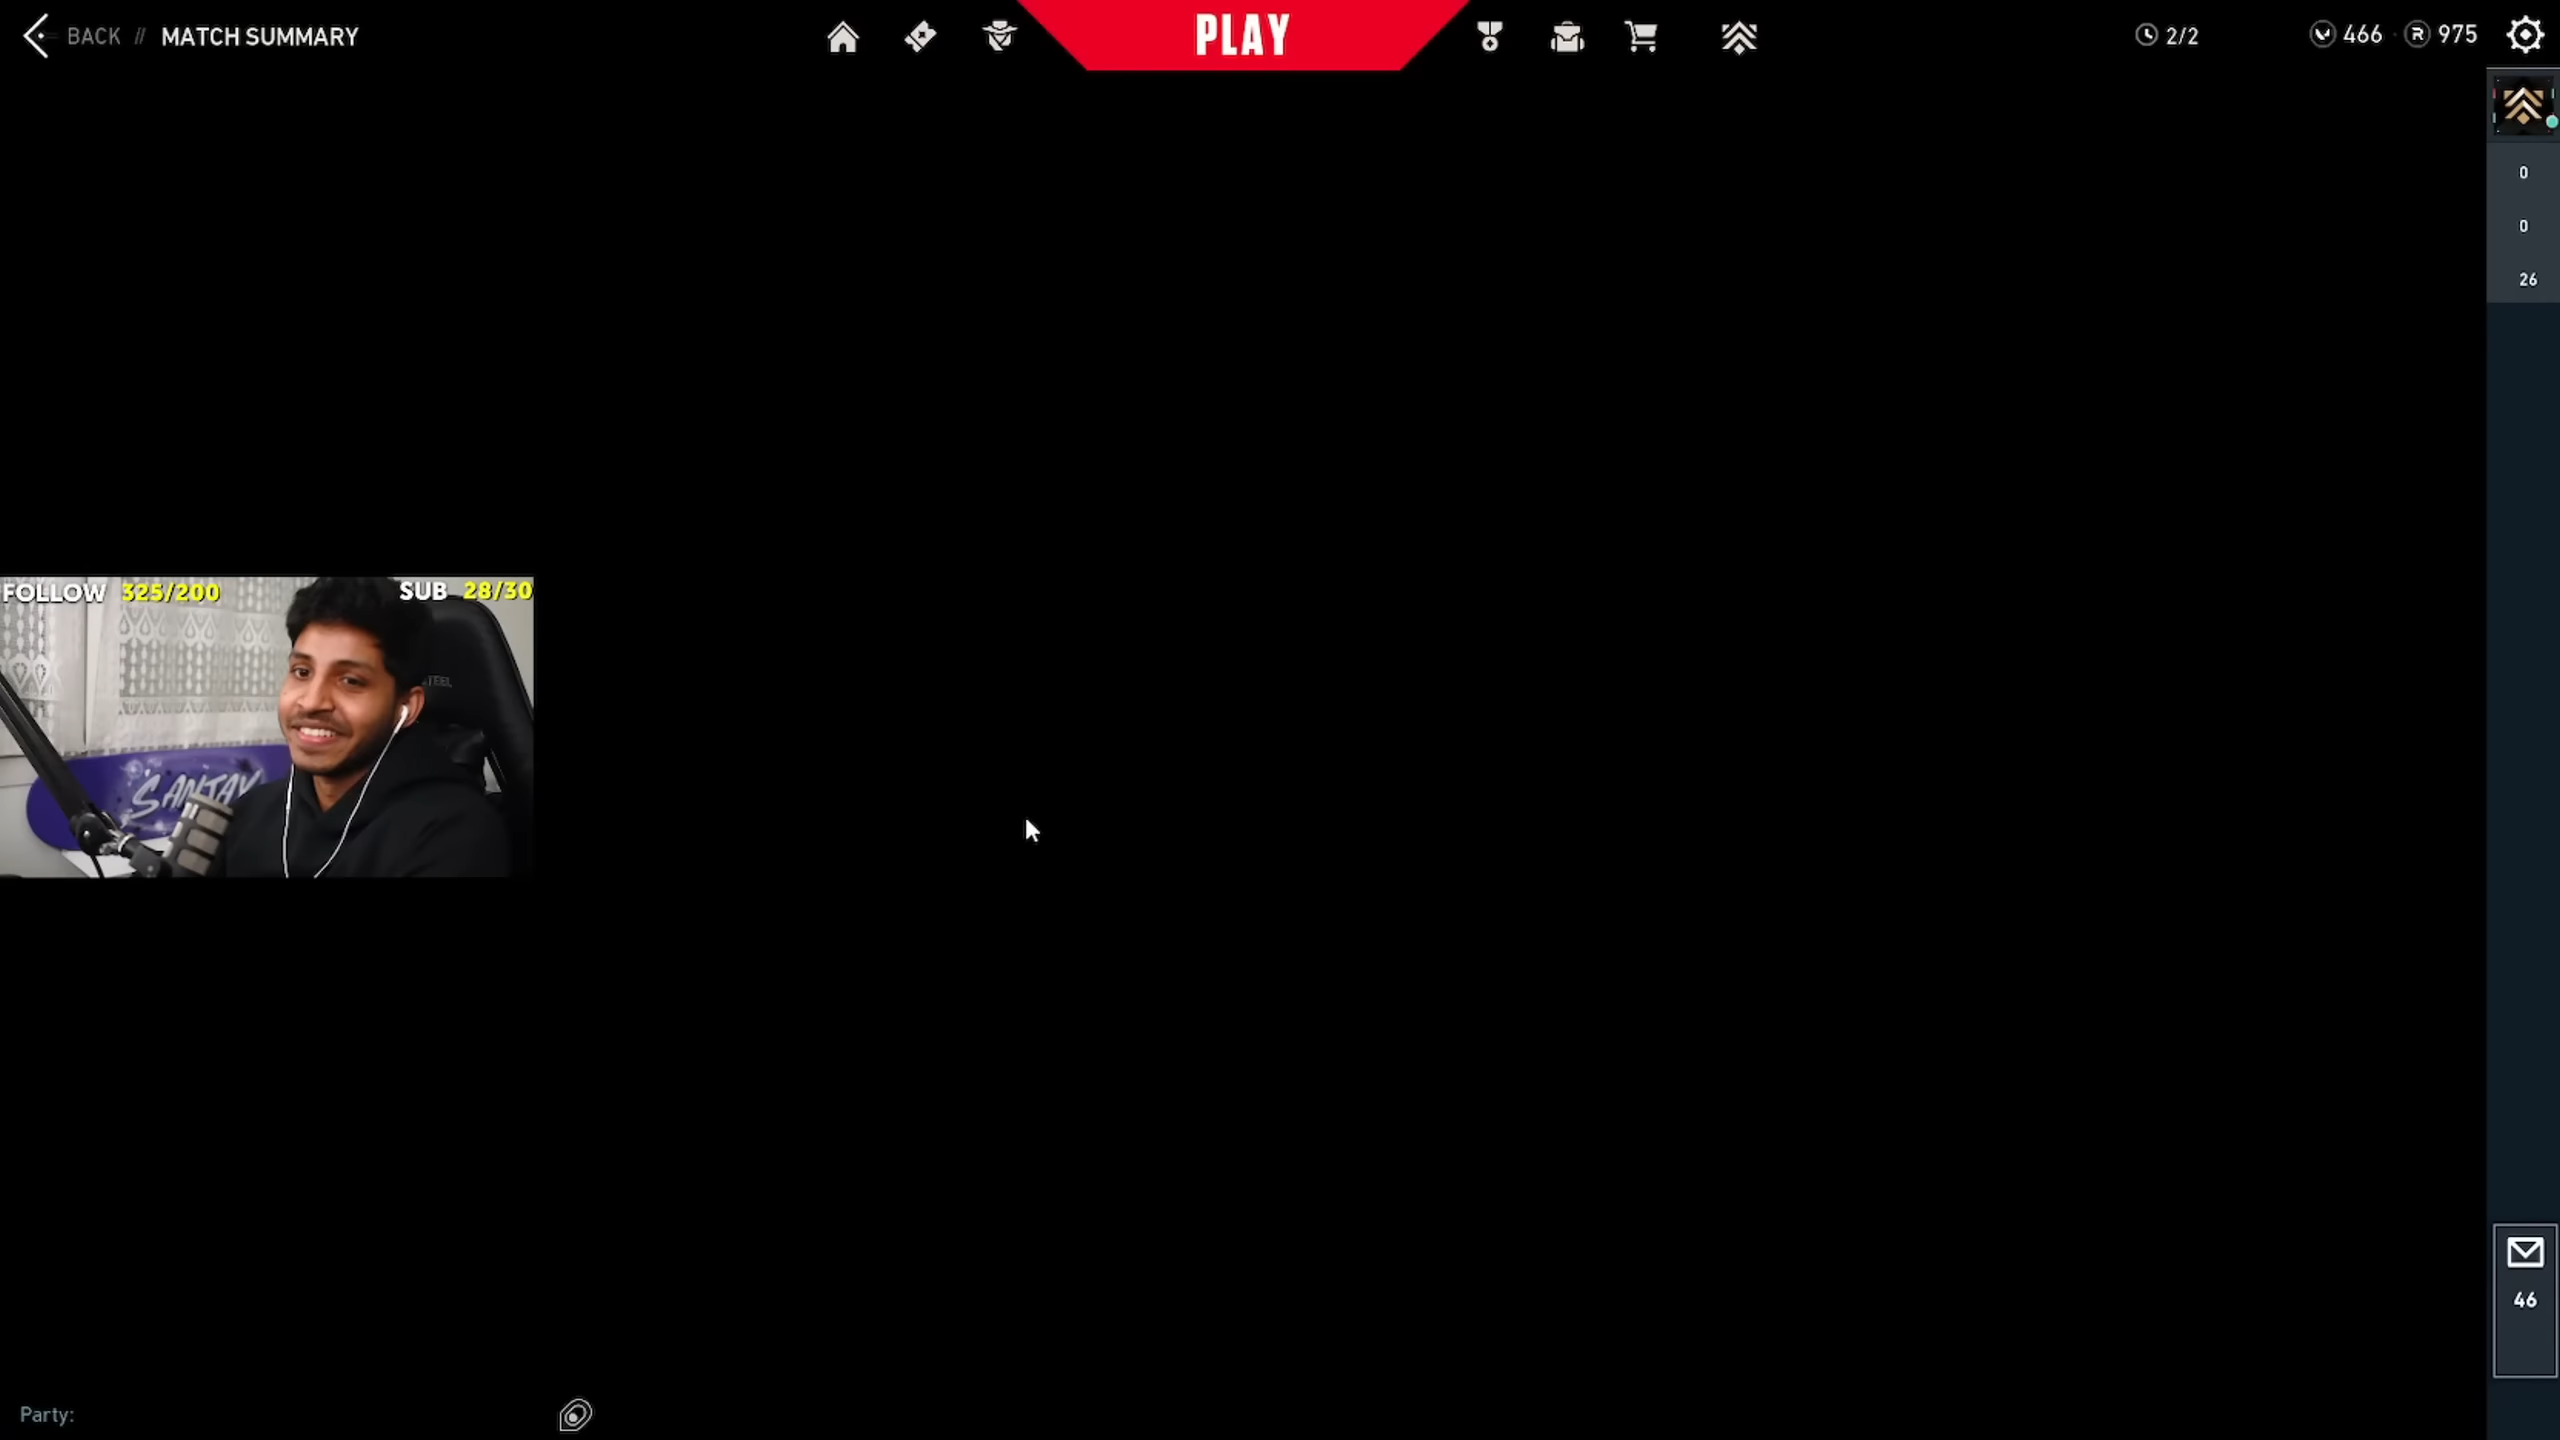 BACK // MATCH SUMMARY
PLAY
2/2
466
R 975
0
0
26
FOLLOW 325/200
SUB 28/30
SANJAY
46
Party: